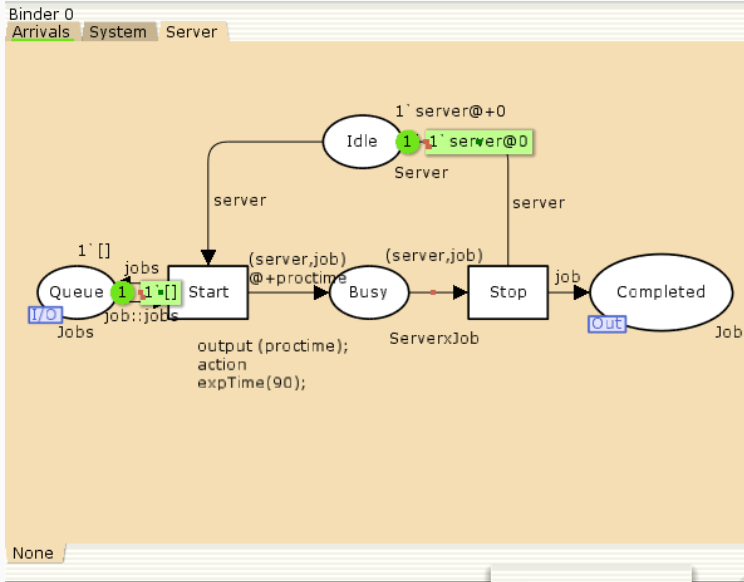 Binder 0
Arrivals System Server
1`server@+0
Idle
1 1`server@0
Server
server
server
1`[]
jobs
(server,job)
@+proctime
(server,job)
Queue
1 1`[]
Start
Busy
Stop
job
Completed
I/O
Jobs
job::jobs
ServerxJob
Out
Job
output (proctime);
action
expTime(90);
None